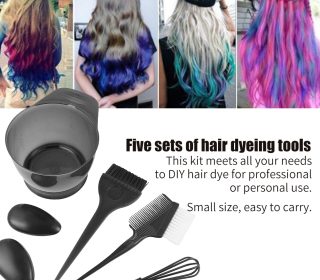 Five sets of hair dyeing tools
This kit meets all your needs
to DIY hair dye for professional
or personal use.
Small size, easy to carry.